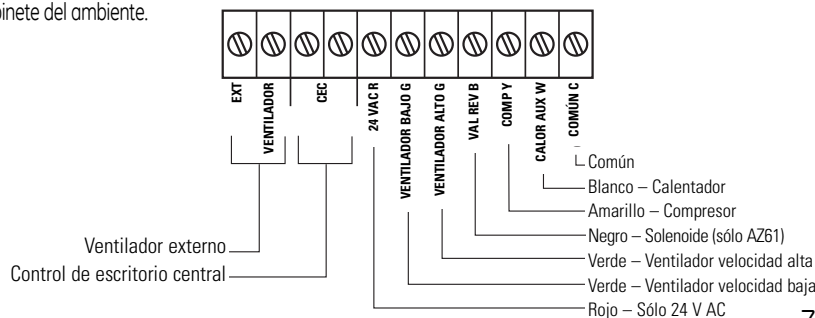 binete del ambiente.
EXT
VENTILADOR
CEC
24 VAC R
VENTILADOR BAJO G
VENTILADOR ALTO G
VAL REV B
COMP Y
CALOR AUX W
COMÚN C
Común
Blanco – Calentador
Amarillo – Compresor
Negro – Solenoide (sólo AZ61)
Verde – Ventilador velocidad alta
Verde – Ventilador velocidad baja
Rojo – Sólo 24 V AC
Ventilador externo
Control de escritorio central
7